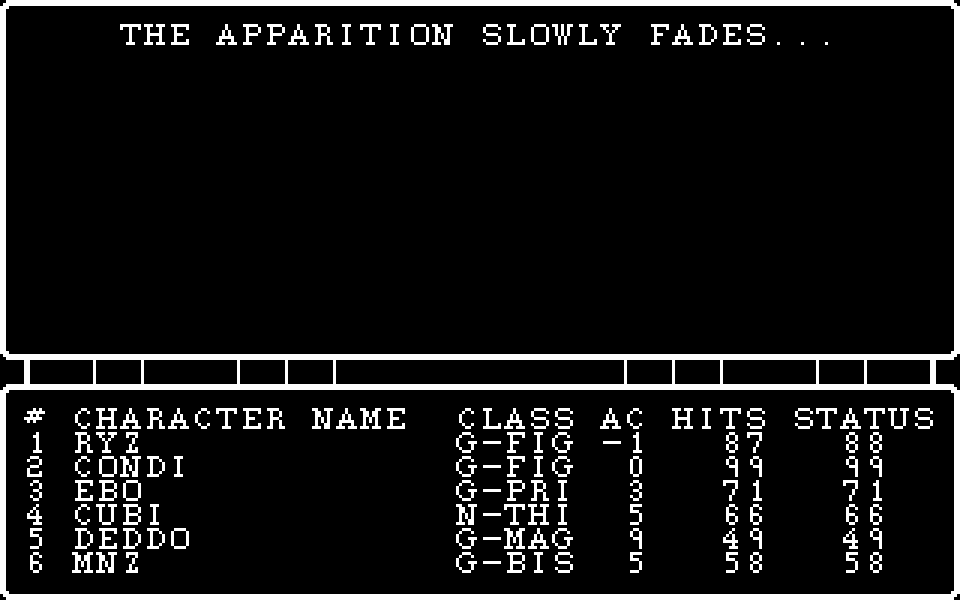 THE APPARITION SLOWLY FADES...
# CHARACTER NAME CLASS AC HITS STATUS
1 RYZ G-FIG -1 87 88
2 CONDI G-FIG 0 99 99
3 EBO G-PRI 3 71 71
4 CUBI N-THI 5 66 66
5 DEDDO G-MAG 9 49 49
6 MNZ G-BIS 5 58 58